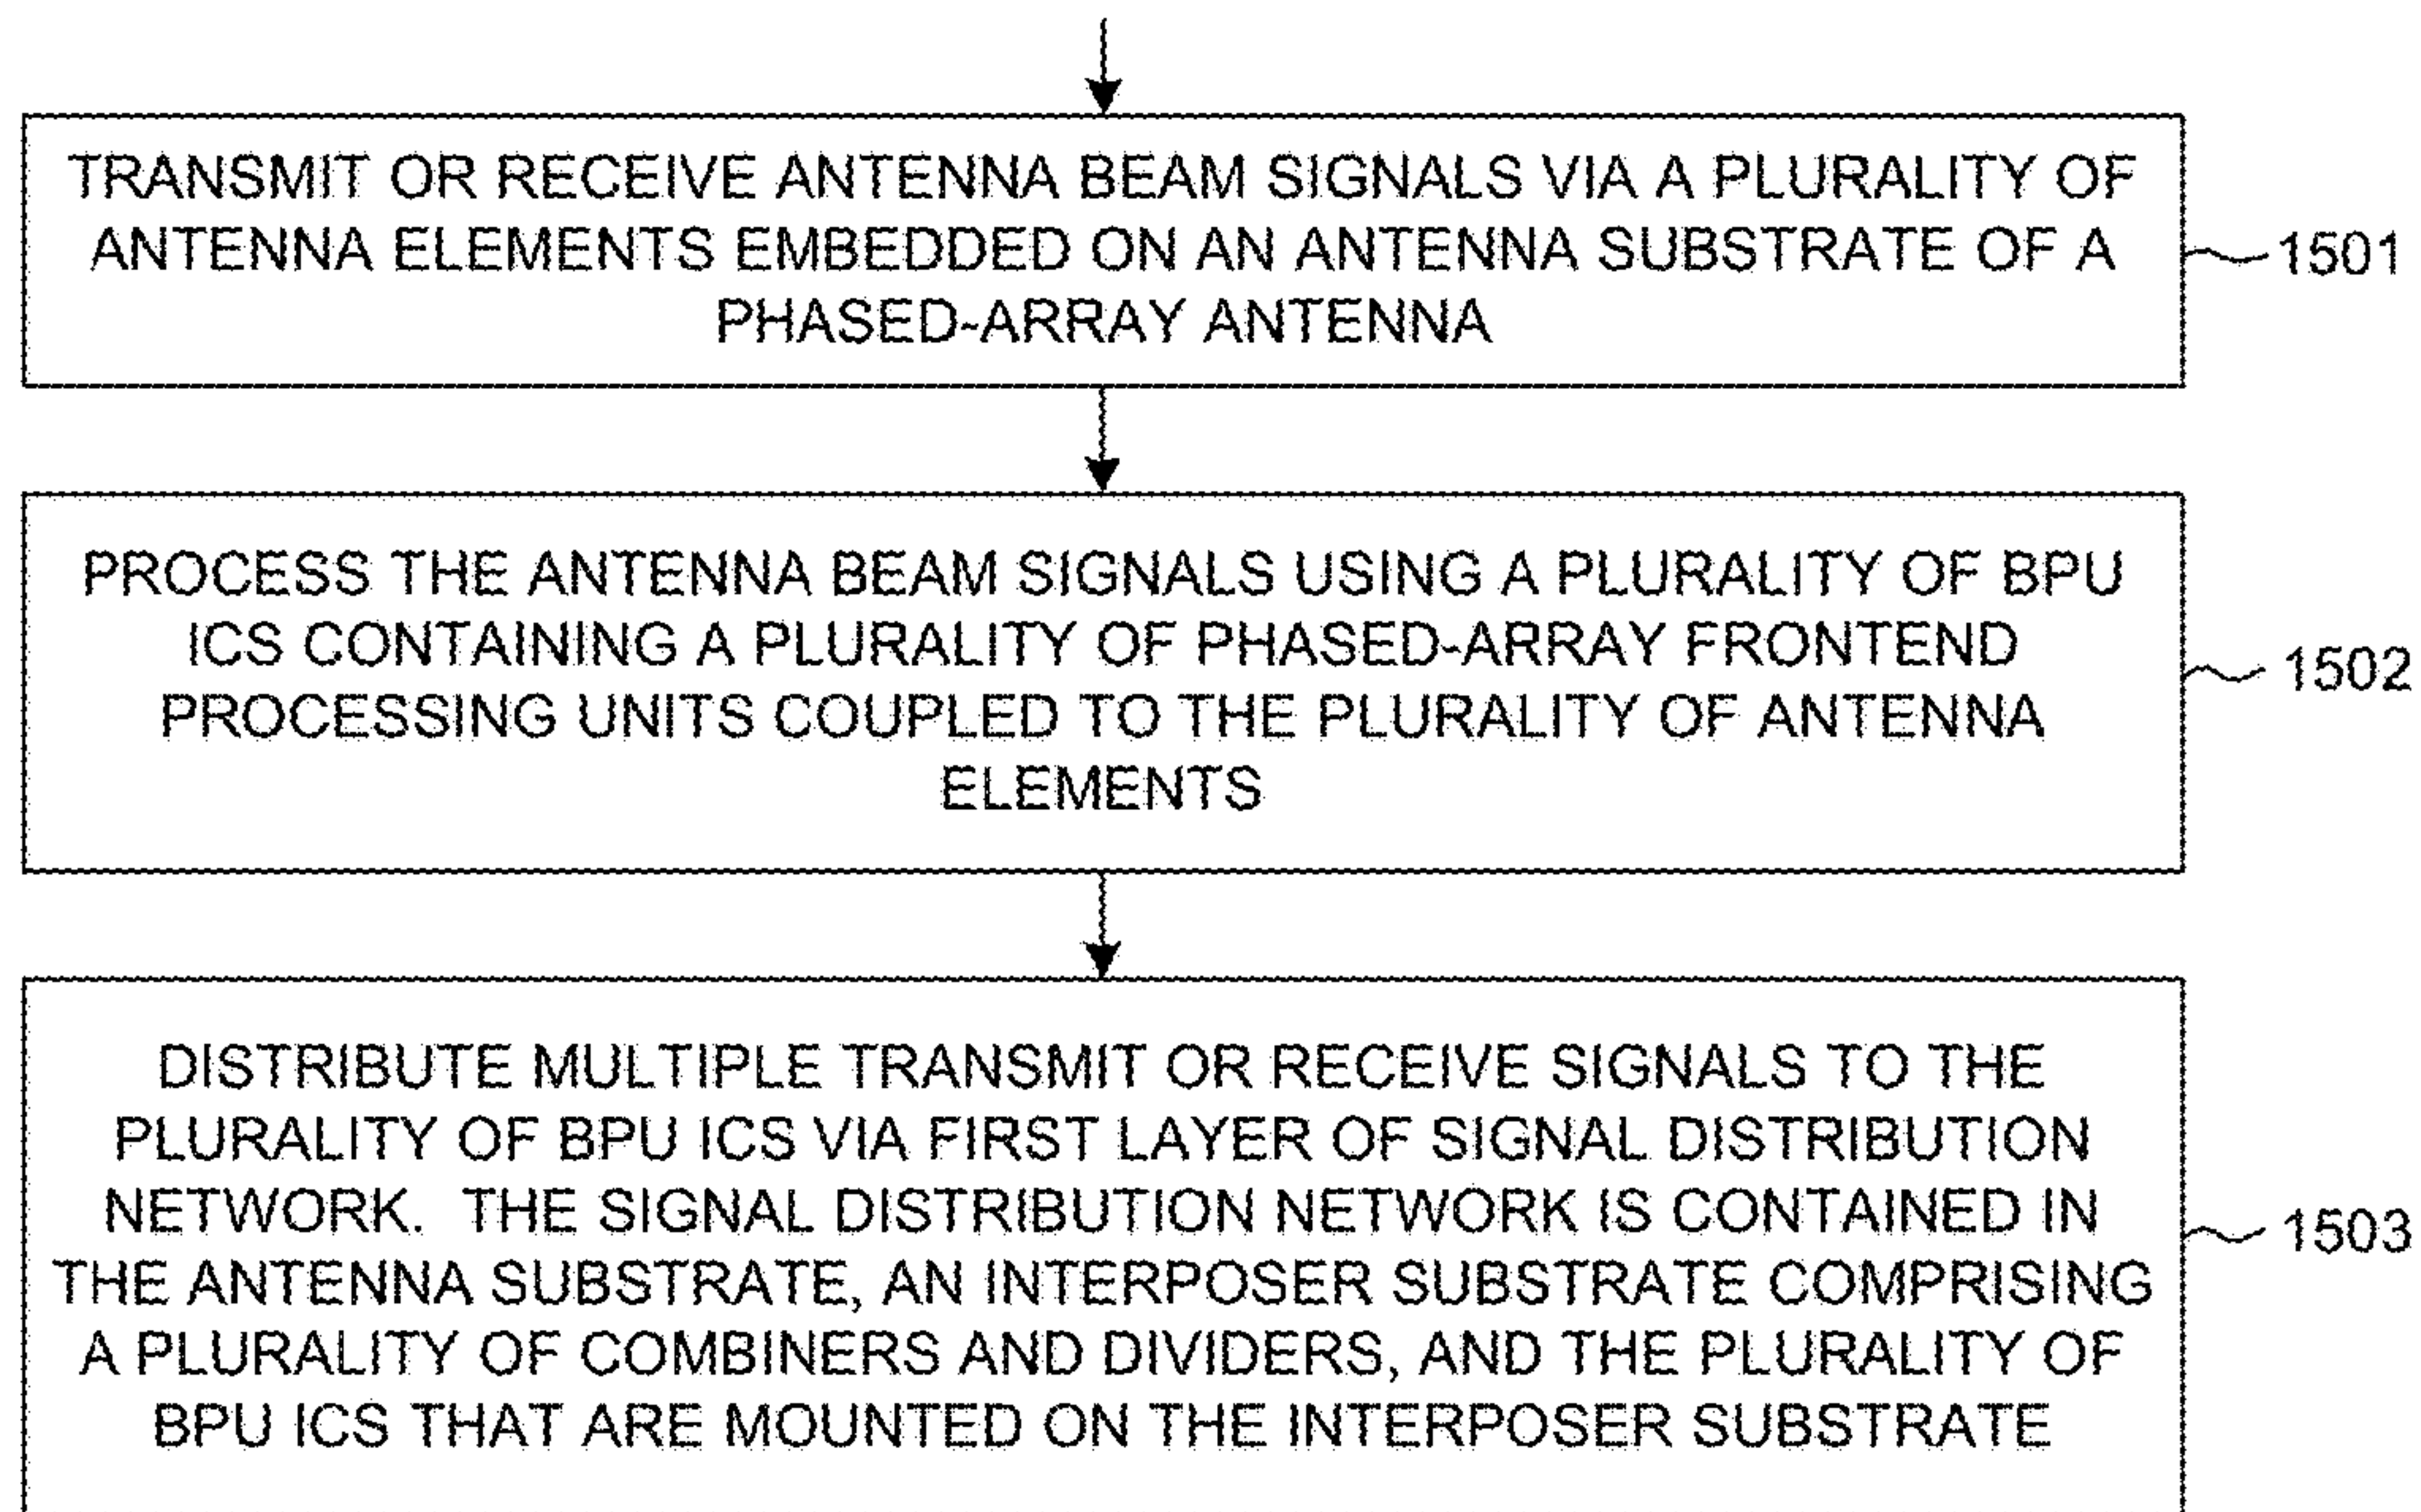 TRANSMIT OR RECEIVE ANTENNA BEAM SIGNALS VIA A PLURALITY OF
ANTENNA ELEMENTS EMBEDDED ON AN ANTENNA SUBSTRATE OF A
PHASED-ARRAY ANTENNA
1501
PROCESS THE ANTENNA BEAM SIGNALS USING A PLURALITY OF BPU
ICS CONTAINING A PLURALITY OF PHASED-ARRAY FRONTEND
PROCESSING UNITS COUPLED TO THE PLURALITY OF ANTENNA
ELEMENTS
1502
DISTRIBUTE MULTIPLE TRANSMIT OR RECEIVE SIGNALS TO THE
PLURALITY OF BPU ICS VIA FIRST LAYER OF SIGNAL DISTRIBUTION
NETWORK. THE SIGNAL DISTRIBUTION NETWORK IS CONTAINED IN
THE ANTENNA SUBSTRATE, AN INTERPOSER SUBSTRATE COMPRISING
A PLURALITY OF COMBINERS AND DIVIDERS, AND THE PLURALITY OF
BPU ICS THAT ARE MOUNTED ON THE INTERPOSER SUBSTRATE
1503